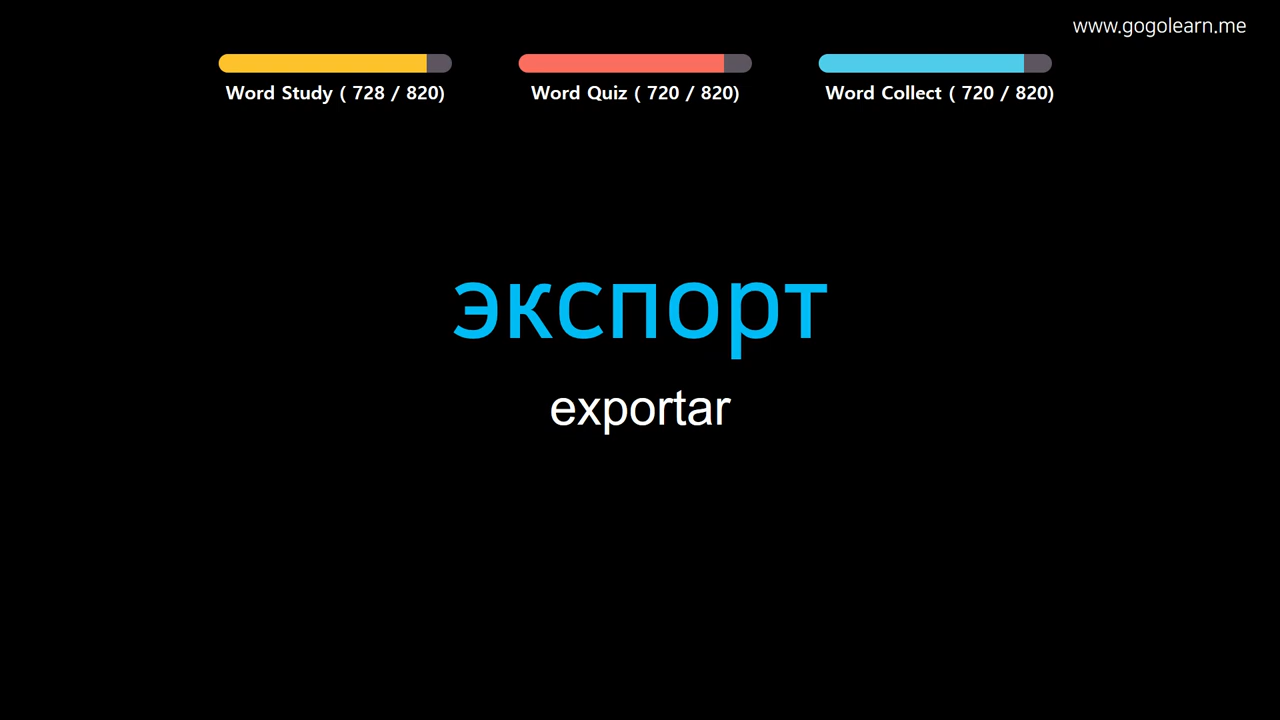 www.gogolearn.me
Word Study ( 728 / 820)
Word Quiz ( 720 / 820)
Word Collect ( 720 / 820)
экспорт
exportar